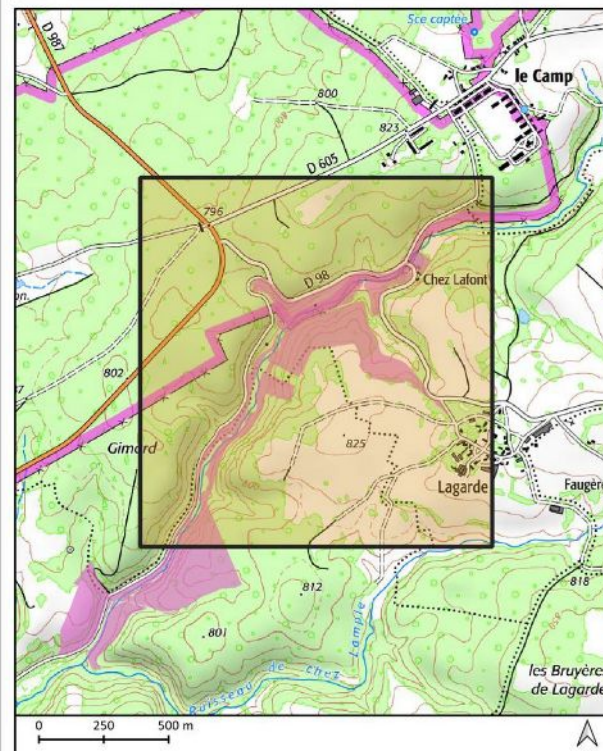 Sce captée
D 987
le Camp
800
823
D 605
796
D 98
Chez Lafont
802
Gimard
825
Lagarde
Faugère
818
812
801
Ruisseau de chez Lample
les Bruyères
de Lagarde
0 250 500 m